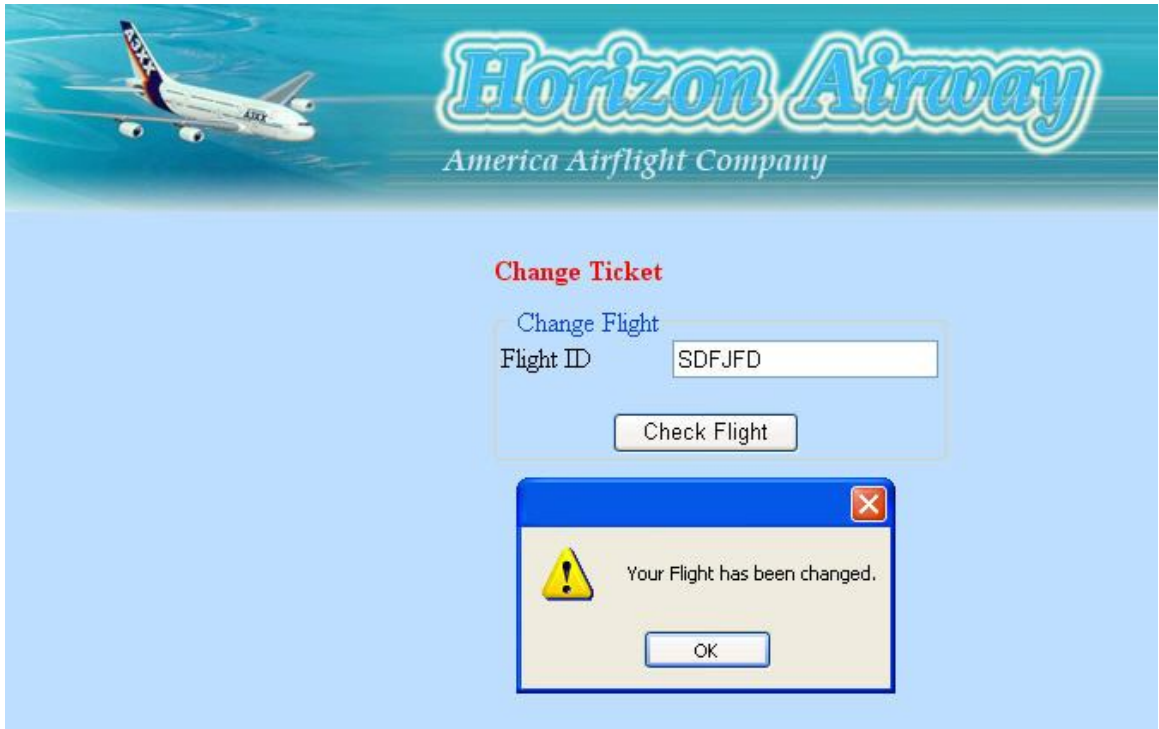 A3XX
A3XX
Horizon Airway
America Airflight Company
Change Ticket
Change Flight
Flight ID
SDFJFD
Check Flight
Your Flight has been changed.
OK